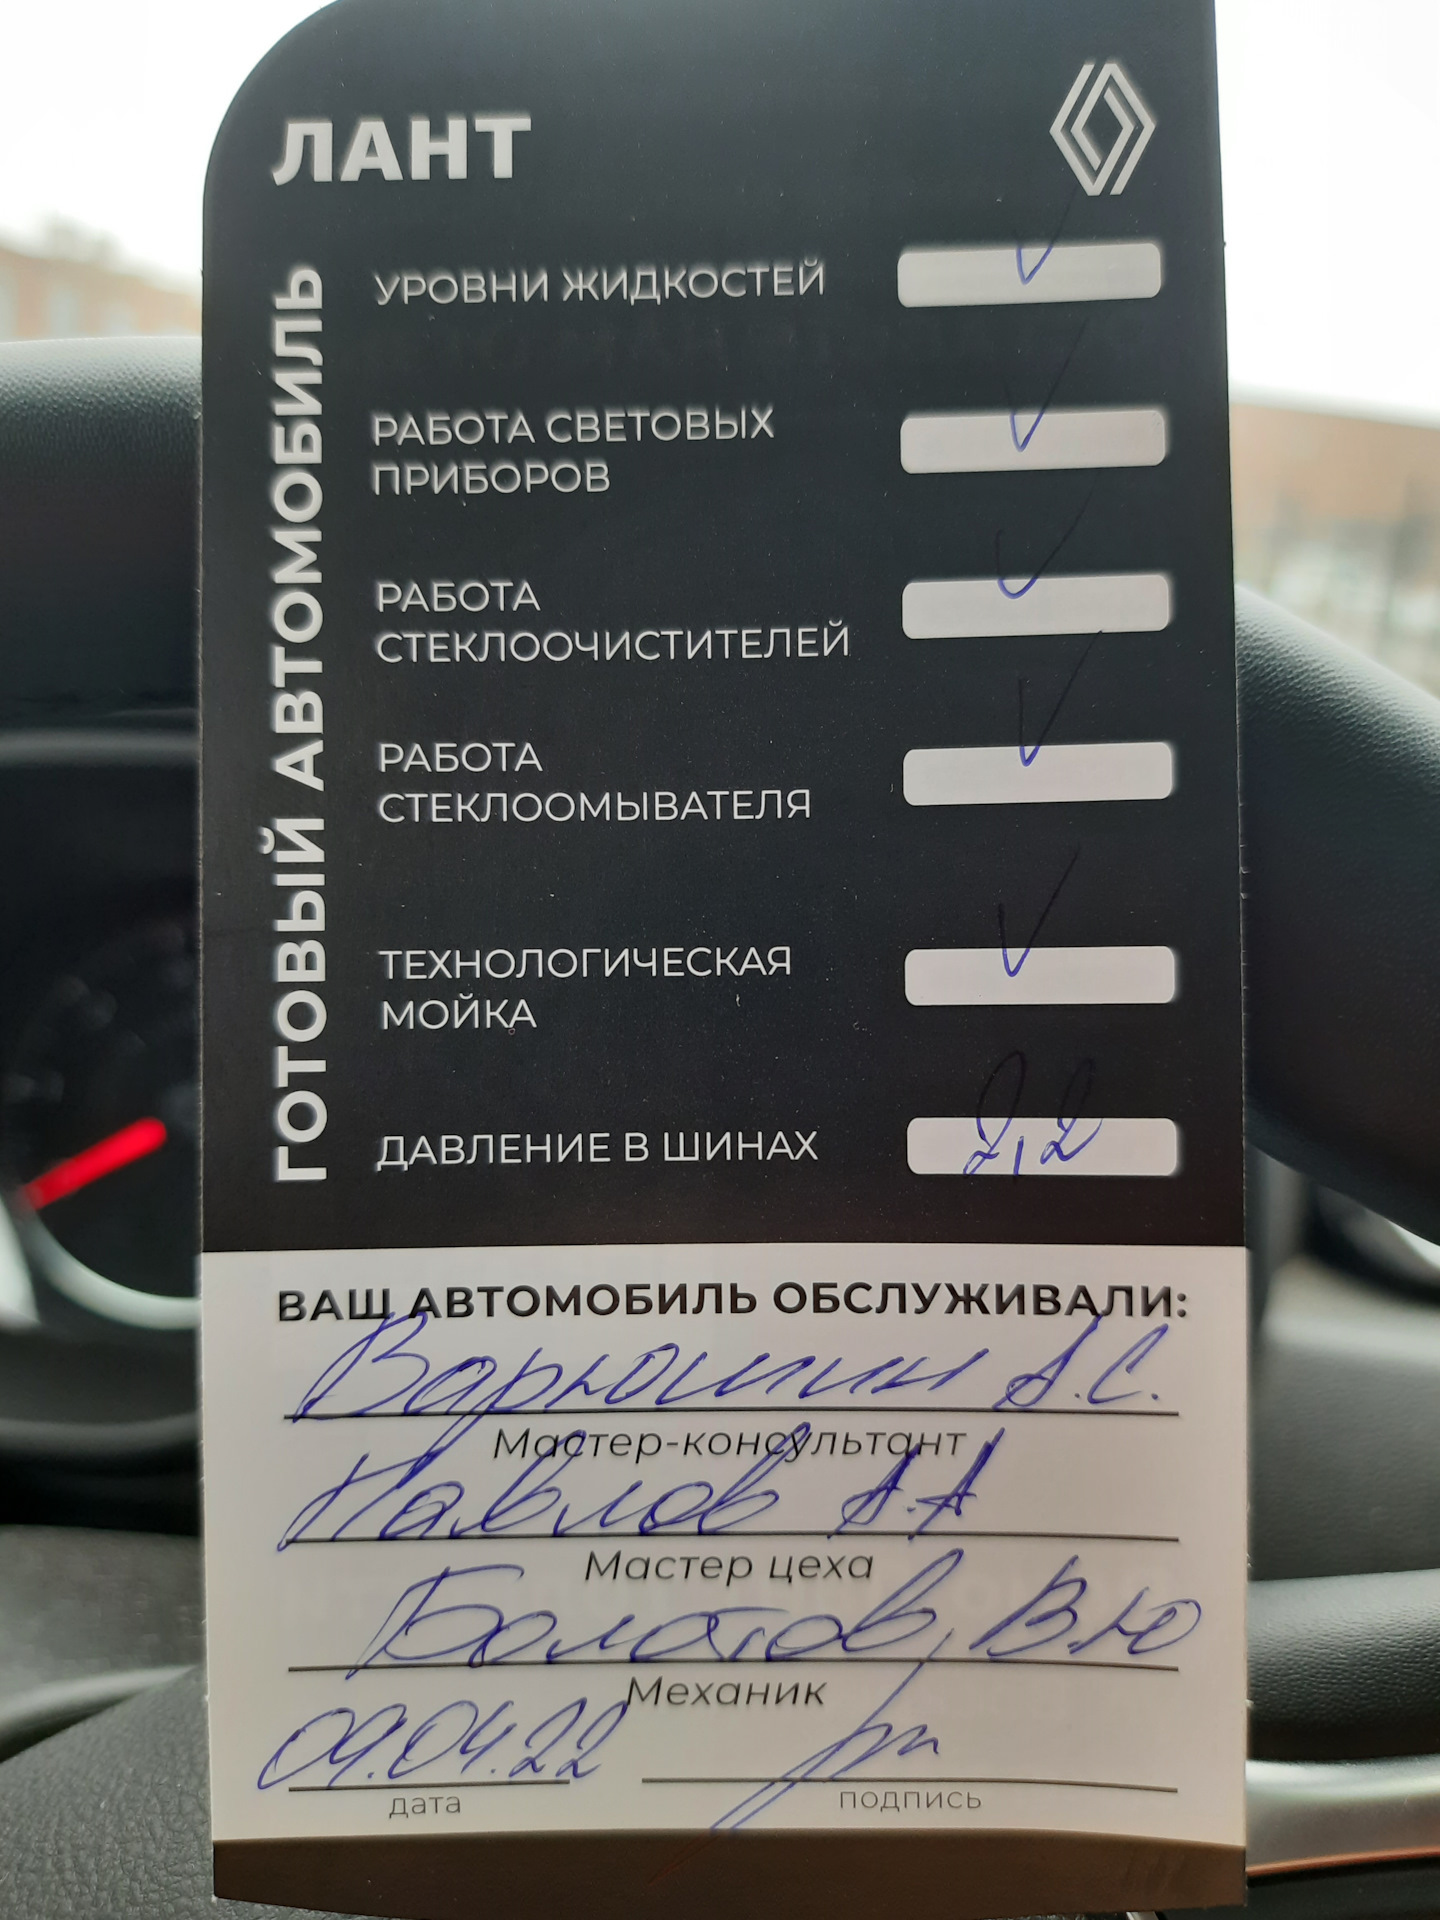 ЛАНТ
ГОТОВЫЙ АВТОМОБИЛЬ
УРОВНИ ЖИДКОСТЕЙ
РАБОТА СВЕТОВЫХ
ПРИБОРОВ
РАБОТА
СТЕКЛООЧИСТИТЕЛЕЙ
РАБОТА
СТЕКЛООМЫВАТЕЛЯ
ТЕХНОЛОГИЧЕСКАЯ
МОЙКА
ДАВЛЕНИЕ В ШИНАХ 2,2
ВАШ АВТОМОБИЛЬ ОБСЛУЖИВАЛИ:
Варюшин А.С.
Мастер-консультант
Павлов А.А
Мастер цеха
Болотов В.Ю
Механик
09.04.22
дата подпись